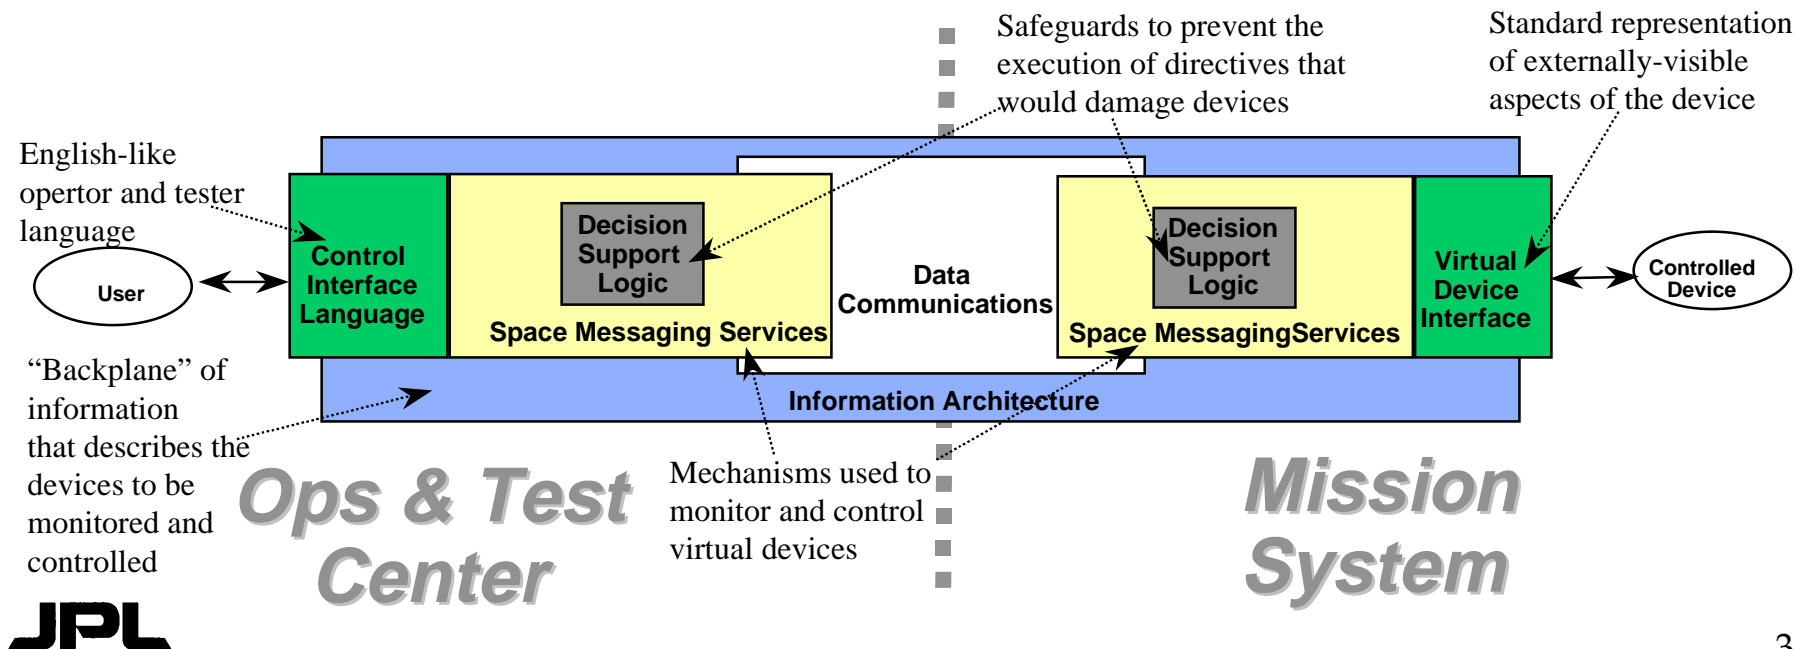 Safeguards to prevent the
execution of directives that
would damage devices
Standard representation
of externally-visible
aspects of the device
English-like
opertor and tester
language
User
Control
Interface
Language
Decision
Support
Logic
Space Messaging Services
Data
Communications
Decision
Support
Logic
Space MessagingServices
Virtual
Device
Interface
Controlled
Device
Information Architecture
“Backplane” of
information
that describes the
devices to be
monitored and
controlled
Ops & Test
Center
Mechanisms used to
monitor and control
virtual devices
Mission
System
JPL
3